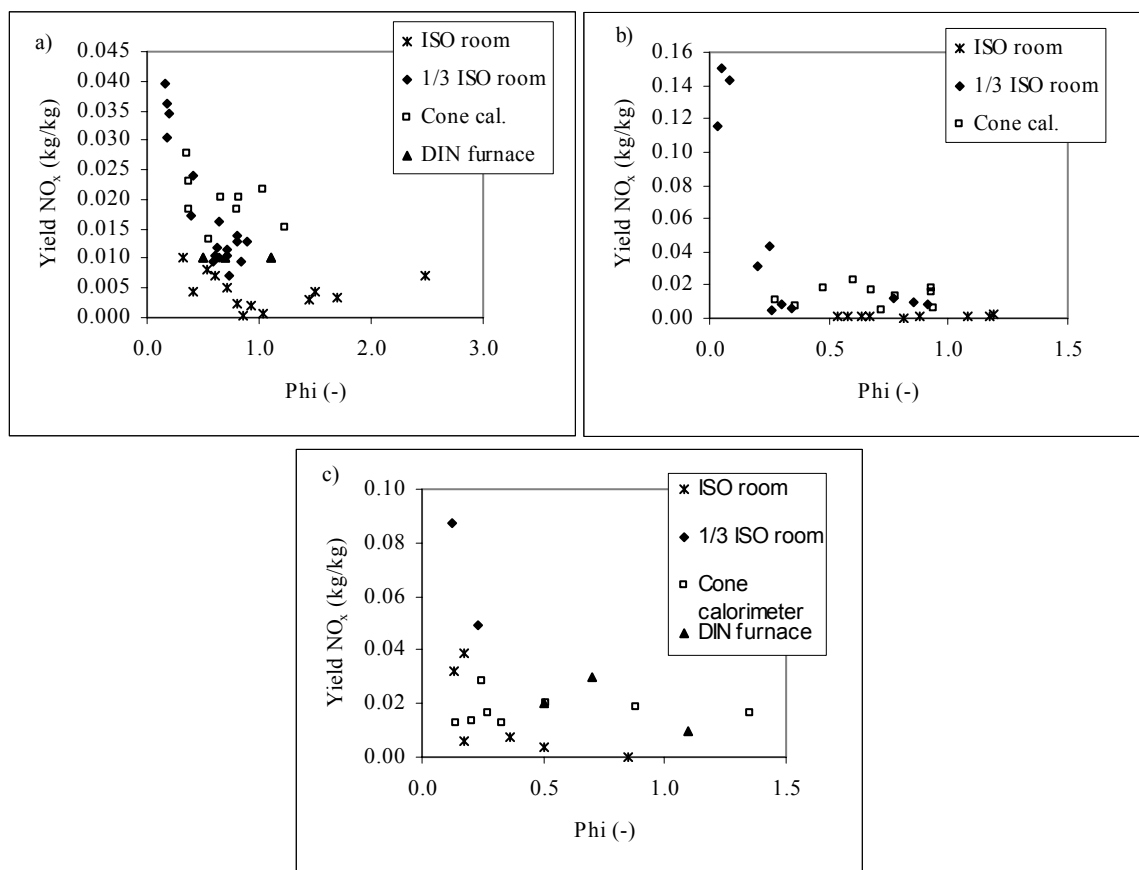 a)
0.045
0.040
0.035
0.030
0.025
0.020
0.015
0.010
0.005
0.000
0.0 1.0 2.0 3.0
Yield NOx (kg/kg)
Phi (-)
ISO room
1/3 ISO room
Cone cal.
DIN furnace
b)
0.16
0.14
0.12
0.10
0.08
0.06
0.04
0.02
0.00
0.0 0.5 1.0 1.5
Yield NOx (kg/kg)
Phi (-)
ISO room
1/3 ISO room
Cone cal.
c)
0.10
0.08
0.06
0.04
0.02
0.00
0.0 0.5 1.0 1.5
Yield NOx (kg/kg)
Phi (-)
ISO room
1/3 ISO room
Cone
calorimeter
DIN furnace